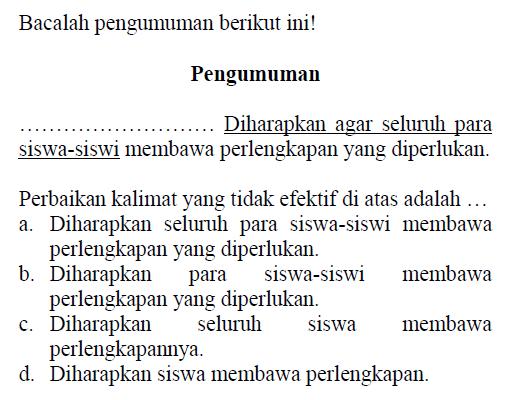 Bacalah pengumuman berikut ini!
Pengumuman
………………………… Diharapkan agar seluruh para
siswa-siswi membawa perlengkapan yang diperlukan.
Perbaikan kalimat yang tidak efektif di atas adalah …
a. Diharapkan seluruh para siswa-siswi membawa
perlengkapan yang diperlukan.
b. Diharapkan para siswa-siswi membawa
perlengkapan yang diperlukan.
c. Diharapkan seluruh siswa membawa
perlengkapannya.
d. Diharapkan siswa membawa perlengkapan.